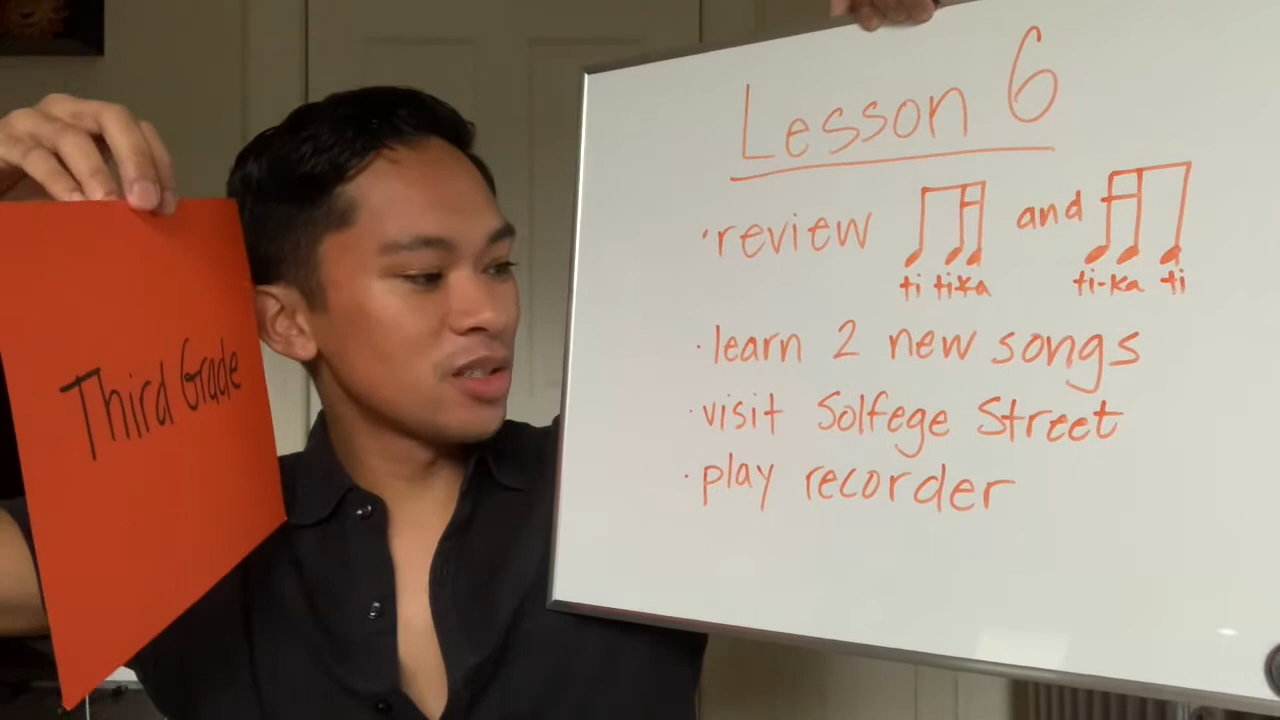 Third Grade
Lesson 6
·review and
ti tika ti-ka ti
·learn 2 new songs
·visit Solfege Street
·play recorder